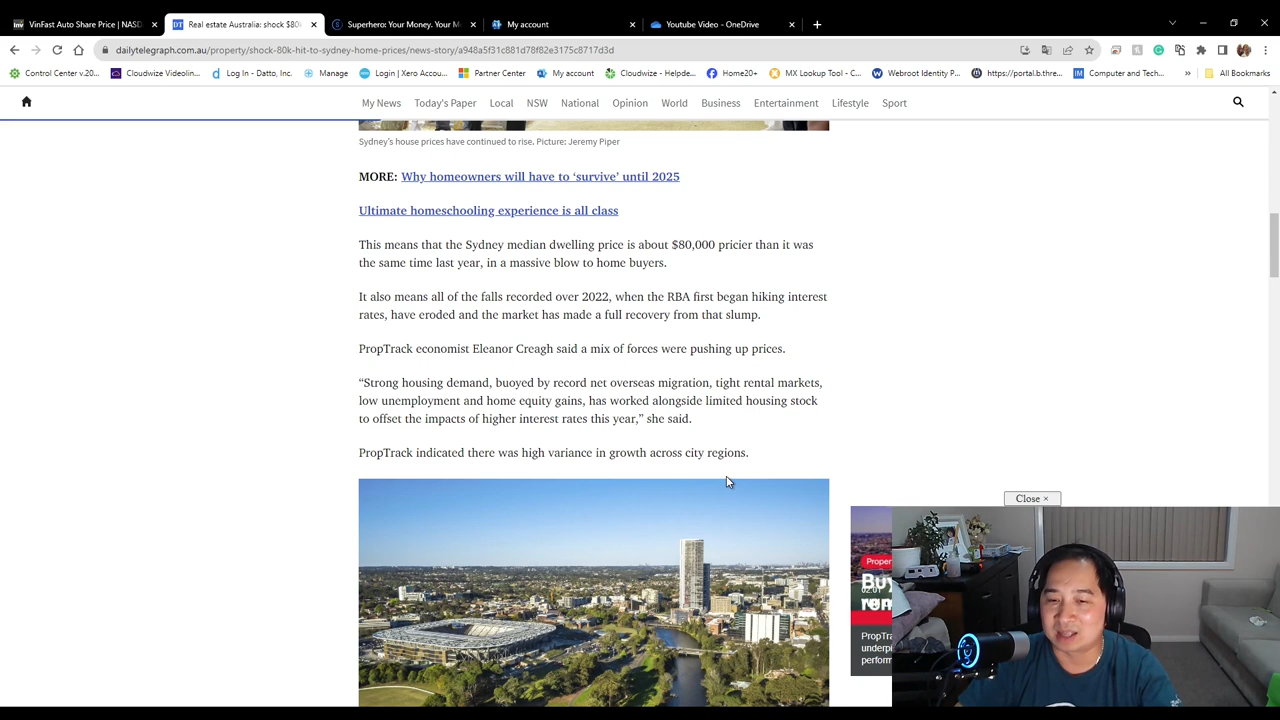 VinFast Auto Share Price | NASD
Real estate Australia: shock $80k
Superhero: Your Money. Your M
My account
Youtube Video - OneDrive
dailytelegraph.com.au/property/shock-80k-hit-to-sydney-home-prices/news-story/a948a5f31c881d78f82e3175c8717d3d
Control Center v.20...
Cloudwize Videolin...
Log In - Datto, Inc.
Manage
Login | Xero Accou...
Partner Center
My account
Cloudwize - Helpde...
Home20+
MX Lookup Tool - C...
Webroot Identity P...
https://portal.b.thre...
Computer and Tech...
All Bookmarks
My News Today's Paper Local NSW National Opinion World Business Entertainment Lifestyle Sport
Sydney's house prices have continued to rise. Picture: Jeremy Piper
MORE: Why homeowners will have to ‘survive’ until 2025
Ultimate homeschooling experience is all class
This means that the Sydney median dwelling price is about $80,000 pricier than it was
the same time last year, in a massive blow to home buyers.
It also means all of the falls recorded over 2022, when the RBA first began hiking interest
rates, have eroded and the market has made a full recovery from that slump.
PropTrack economist Eleanor Creagh said a mix of forces were pushing up prices.
“Strong housing demand, buoyed by record net overseas migration, tight rental markets,
low unemployment and home equity gains, has worked alongside limited housing stock
to offset the impacts of higher interest rates this year,” she said.
PropTrack indicated there was high variance in growth across city regions.
Close ×
Proper
Buy
02:01
PropTra
underpi
perform